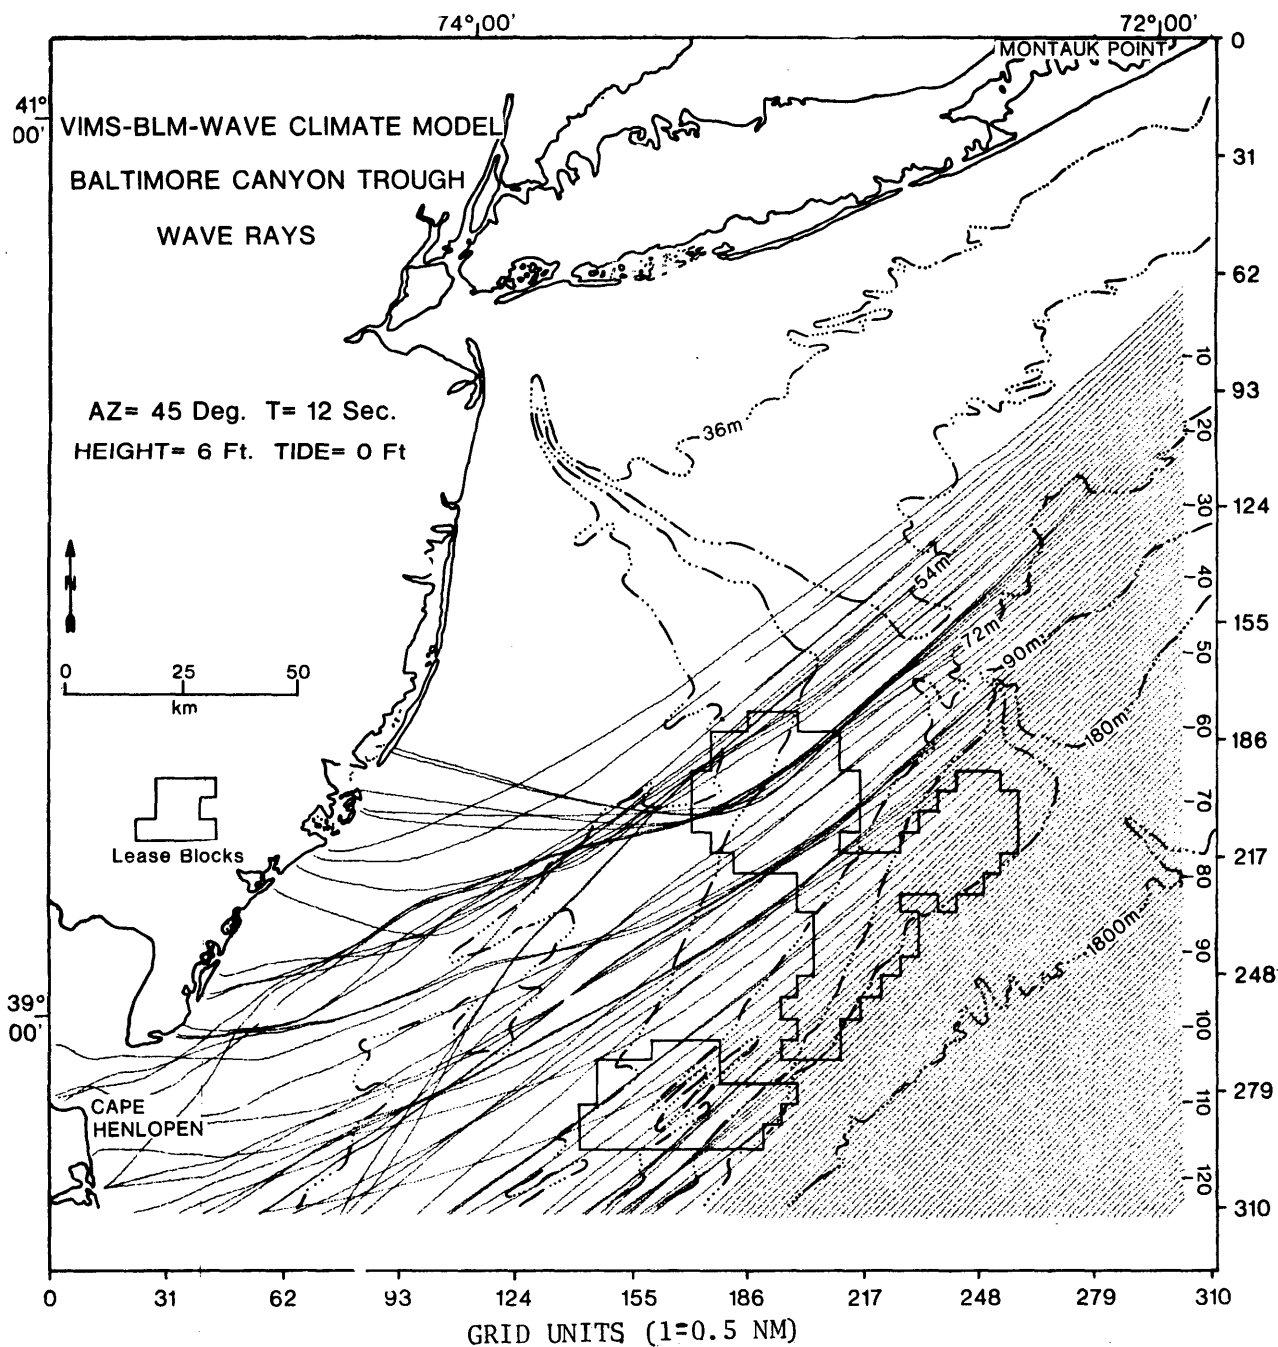 74° 00'
72° 00'
MONTAUK POINT
41° 00'
VIMS-BLM-WAVE CLIMATE MODEL
BALTIMORE CANYON TROUGH
WAVE RAYS
AZ= 45 Deg. T= 12 Sec.
HEIGHT= 6 Ft. TIDE= 0 Ft
N
0 25 50
km
Lease Blocks
39° 00'
CAPE
HENLOPEN
36m
54m
72m
90m
180m
1800m
10
20
30
40
50
60
70
80
90
100
110
120
0
31
62
93
124
155
186
217
248
279
310
0 31 62 93 124 155 186 217 248 279 310
GRID UNITS (1=0.5 NM)